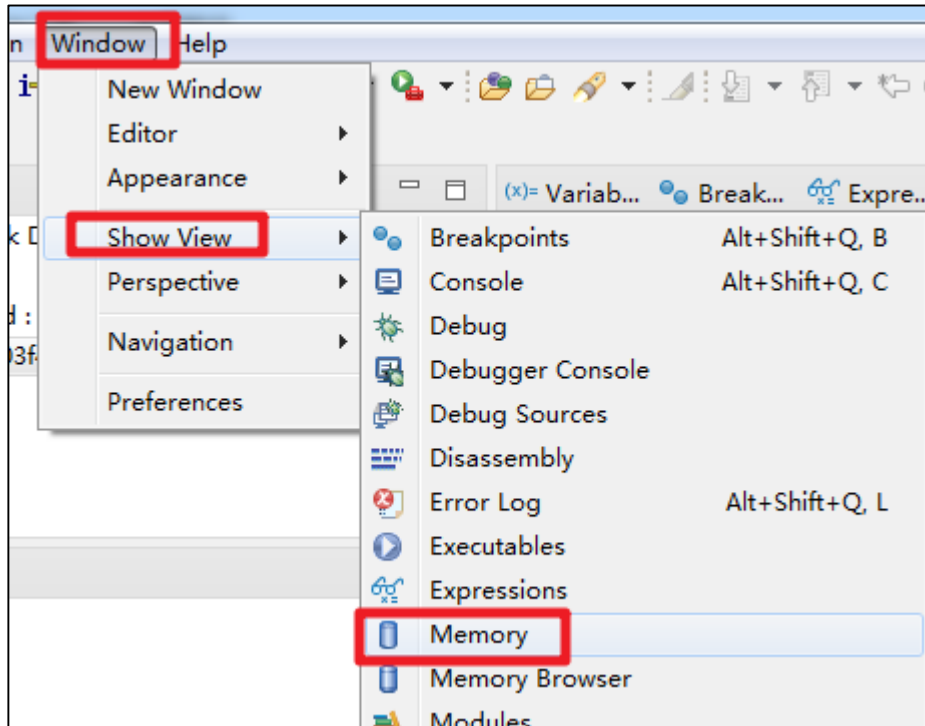 n Window Help
New Window
Editor
Appearance
(x)= Variab... Break... Expre..
Show View
Breakpoints Alt+Shift+Q, B
Perspective
Console Alt+Shift+Q, C
Debug
Navigation
Debugger Console
Preferences
Debug Sources
Disassembly
Error Log Alt+Shift+Q, L
Executables
Expressions
Memory
Memory Browser
Modules